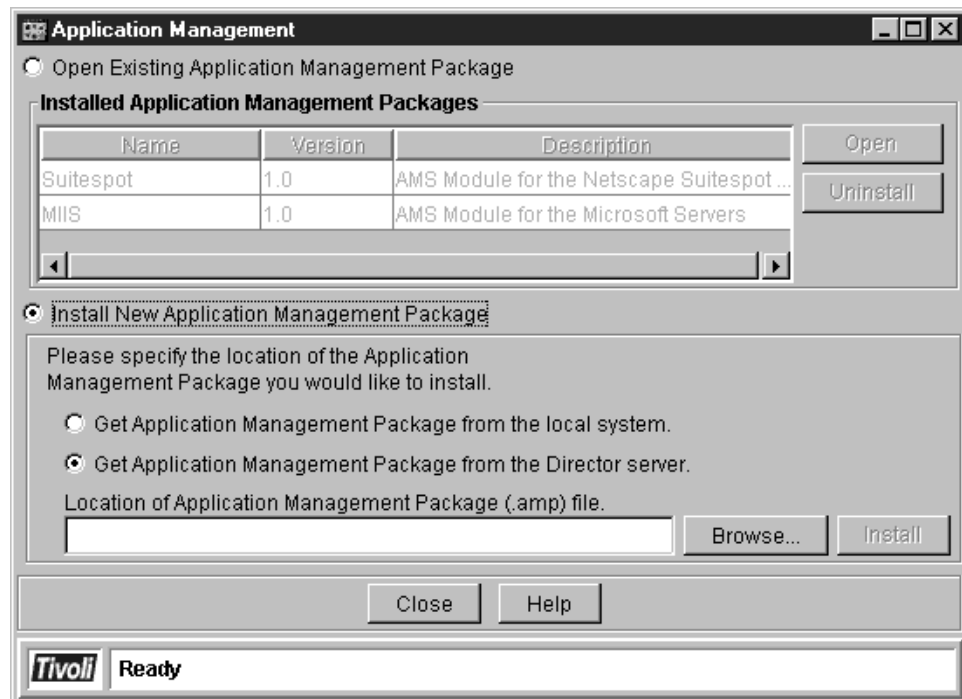 Application Management
Open Existing Application Management Package
Installed Application Management Packages
Name Version Description
Suitespot 1.0 AMS Module for the Netscape Suitespot ...
MIIS 1.0 AMS Module for the Microsoft Servers
Open
Uninstall
Install New Application Management Package
Please specify the location of the Application
Management Package you would like to install.
Get Application Management Package from the local system.
Get Application Management Package from the Director server.
Location of Application Management Package (.amp) file.
Browse... Install
Close Help
Tivoli Ready